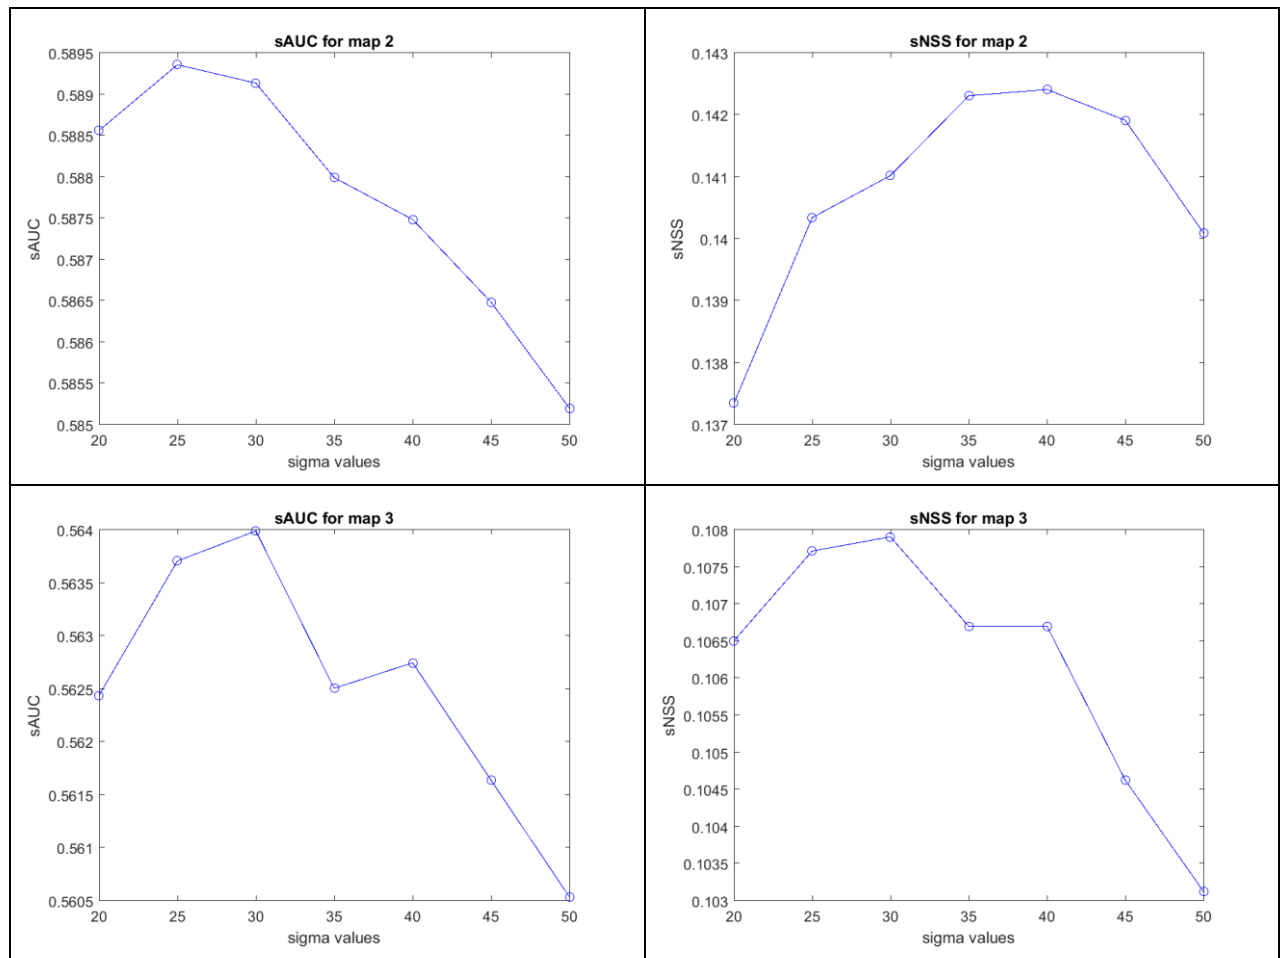 sAUC for map 2
0.5895
0.589
0.5885
0.588
0.5875
0.587
0.5865
0.586
0.5855
0.585
sAUC
20 25 30 35 40 45 50
sigma values
sNSS for map 2
0.143
0.142
0.141
0.14
0.139
0.138
0.137
sNSS
20 25 30 35 40 45 50
sigma values
sAUC for map 3
0.564
0.5635
0.563
0.5625
0.562
0.5615
0.561
0.5605
sAUC
20 25 30 35 40 45 50
sigma values
sNSS for map 3
0.108
0.1075
0.107
0.1065
0.106
0.1055
0.105
0.1045
0.104
0.1035
0.103
sNSS
20 25 30 35 40 45 50
sigma values